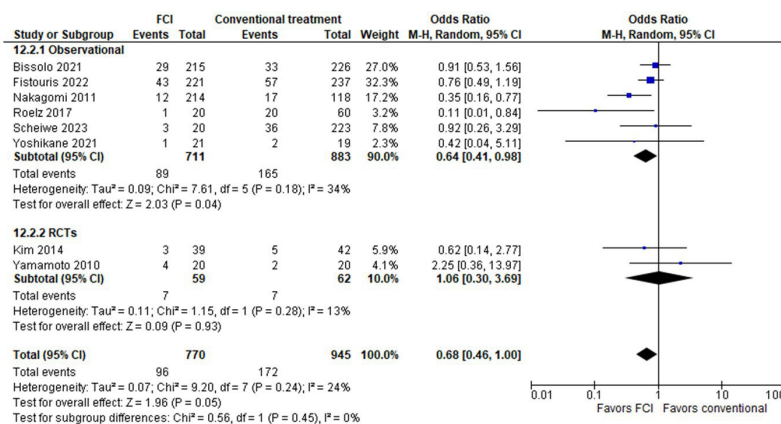 FCI Conventional treatment Odds Ratio Odds Ratio
Study or Subgroup Events Total Events Total Weight M-H, Random, 95% CI M-H, Random, 95% CI
12.2.1 Observational
Bissolo 2021 29 215 33 226 27.0% 0.91 [0.53, 1.56]
Fistouris 2022 43 221 57 237 32.3% 0.76 [0.49, 1.19]
Nakagomi 2011 12 214 17 118 17.2% 0.35 [0.16, 0.77]
Roelz 2017 1 20 20 60 3.6% 0.11 [0.01, 0.84]
Scheiwe 2023 3 20 36 223 7.8% 0.92 [0.26, 3.29]
Yoshikane 2021 1 21 2 19 2.3% 0.42 [0.04, 5.11]
Subtotal (95% CI) 711 883 90.0% 0.64 [0.41, 0.98]
Total events 89 165
Heterogeneity: Tau² = 0.09; Chi² = 7.61, df = 5 (P = 0.18); I² = 34%
Test for overall effect: Z = 2.03 (P = 0.04)
12.2.2 RCTs
Kim 2014 3 39 5 42 5.9% 0.62 [0.14, 2.77]
Yamamoto 2010 4 20 2 20 4.1% 2.25 [0.36, 13.97]
Subtotal (95% CI) 59 62 10.0% 1.06 [0.30, 3.69]
Total events 7 7
Heterogeneity: Tau² = 0.11; Chi² = 1.15, df = 1 (P = 0.28); I² = 13%
Test for overall effect: Z = 0.09 (P = 0.93)
Total (95% CI) 770 945 100.0% 0.68 [0.46, 1.00]
Total events 96 172
Heterogeneity: Tau² = 0.07; Chi² = 9.20, df = 7 (P = 0.24); I² = 24%
Test for overall effect: Z = 1.96 (P = 0.05)
Test for subgroup differences: Chi² = 0.56, df = 1 (P = 0.45), I² = 0%
0.01 0.1 1 10 100
Favors FCI Favors conventional